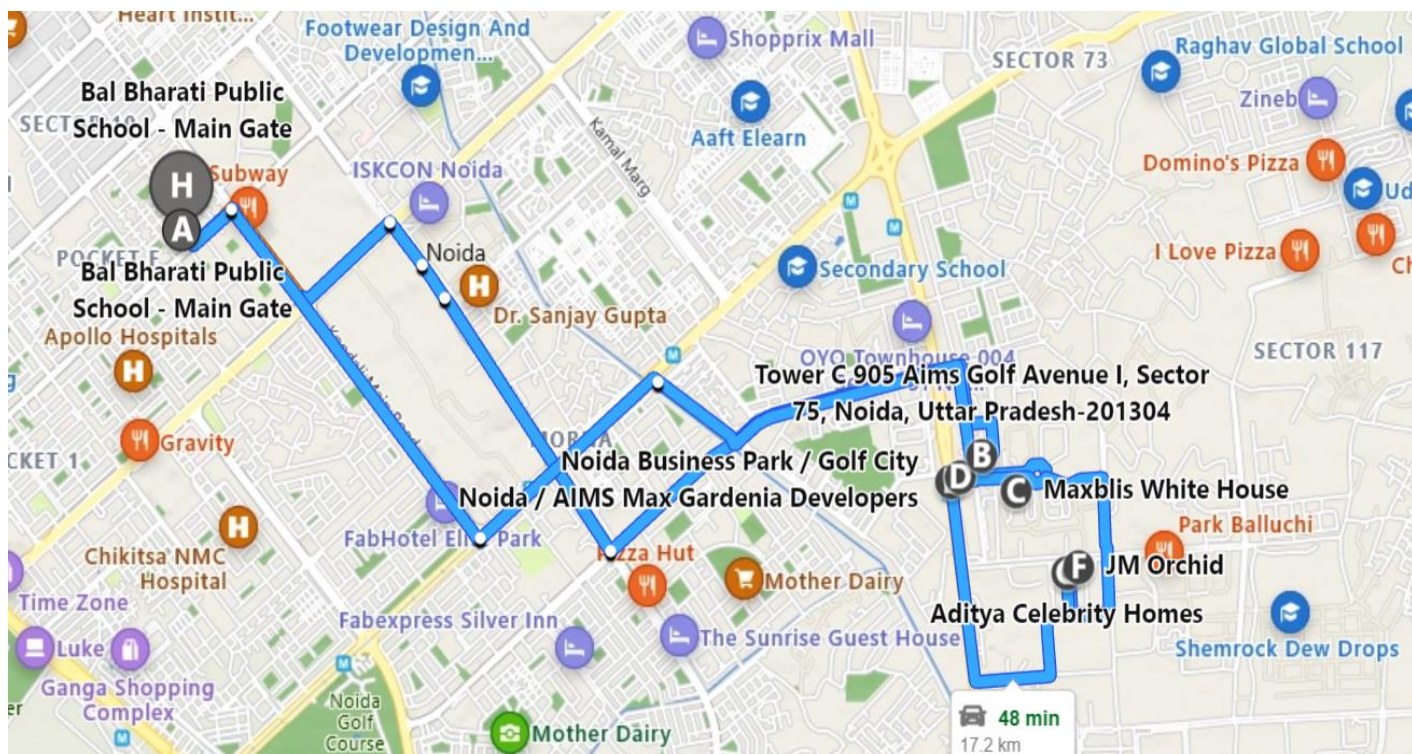 Heart Instit...
Footwear Design And
Developmen...
Shopprix Mall
SECTOR 73
Raghav Global School
Zineb
Bal Bharati Public
School - Main Gate
Kamal Marg
Aaft Elearn
Domino's Pizza
H
Subway
ISKCON Noida
Ud
A
POCKET E
Noida
I Love Pizza
Ch
Bal Bharati Public
School - Main Gate
H
Dr. Sanjay Gupta
Secondary School
Apollo Hospitals
H
M
OYO Townhouse 004
SECTOR 117
Tower C 905 Aims Golf Avenue I, Sector
75, Noida, Uttar Pradesh-201304
Gravity
CKET 1
Noida Business Park / Golf City
B
Noida / AIMS Max Gardenia Developers
D
C
Maxblis White House
H
Park Balluchi
Chikitsa NMC
Hospital
Pizza Hut
F
JM Orchid
Mother Dairy
Time Zone
Fabexpress Silver Inn
Aditya Celebrity Homes
Luke
The Sunrise Guest House
Shemrock Dew Drops
M
Ganga Shopping
Complex
Noida
Golf
Course
Mother Dairy
48 min
17.2 km